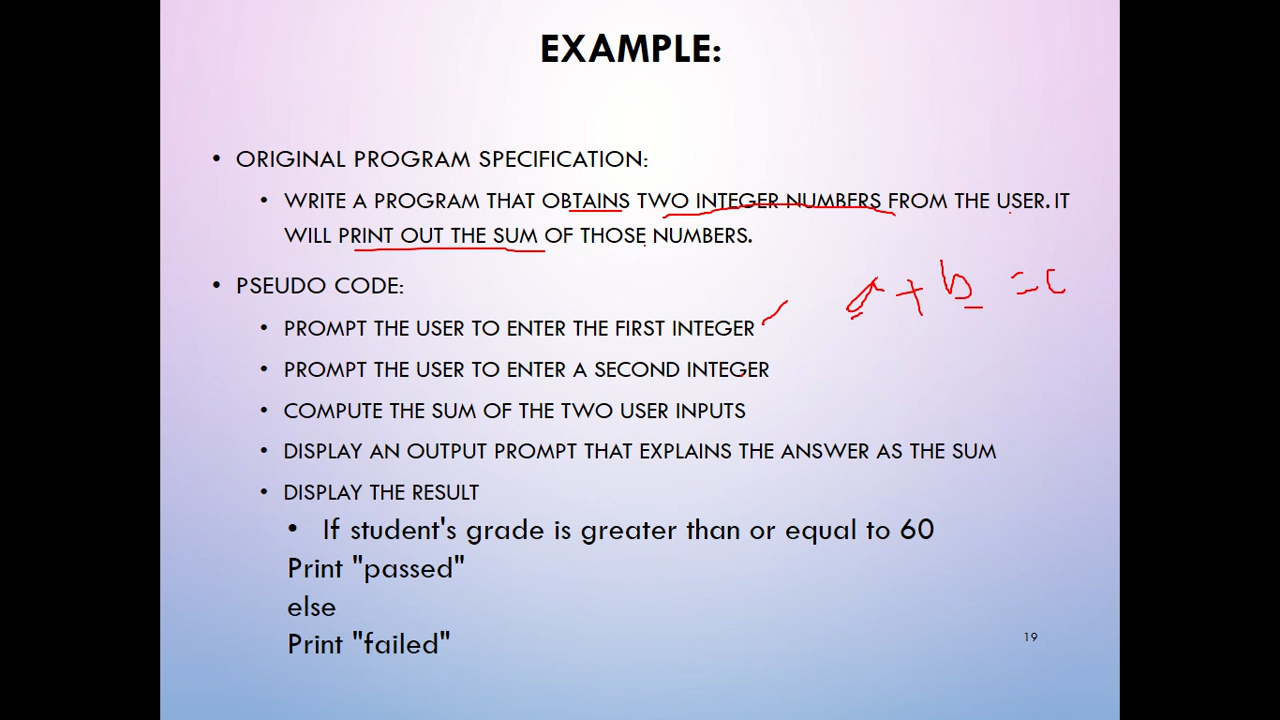 EXAMPLE:
• ORIGINAL PROGRAM SPECIFICATION:
• WRITE A PROGRAM THAT OBTAINS TWO INTEGER NUMBERS FROM THE USER. IT
WILL PRINT OUT THE SUM OF THOSE NUMBERS.
• PSEUDO CODE:
a + b = c
• PROMPT THE USER TO ENTER THE FIRST INTEGER
• PROMPT THE USER TO ENTER A SECOND INTEGER
• COMPUTE THE SUM OF THE TWO USER INPUTS
• DISPLAY AN OUTPUT PROMPT THAT EXPLAINS THE ANSWER AS THE SUM
• DISPLAY THE RESULT
• If student's grade is greater than or equal to 60
Print "passed"
else
Print "failed"
19